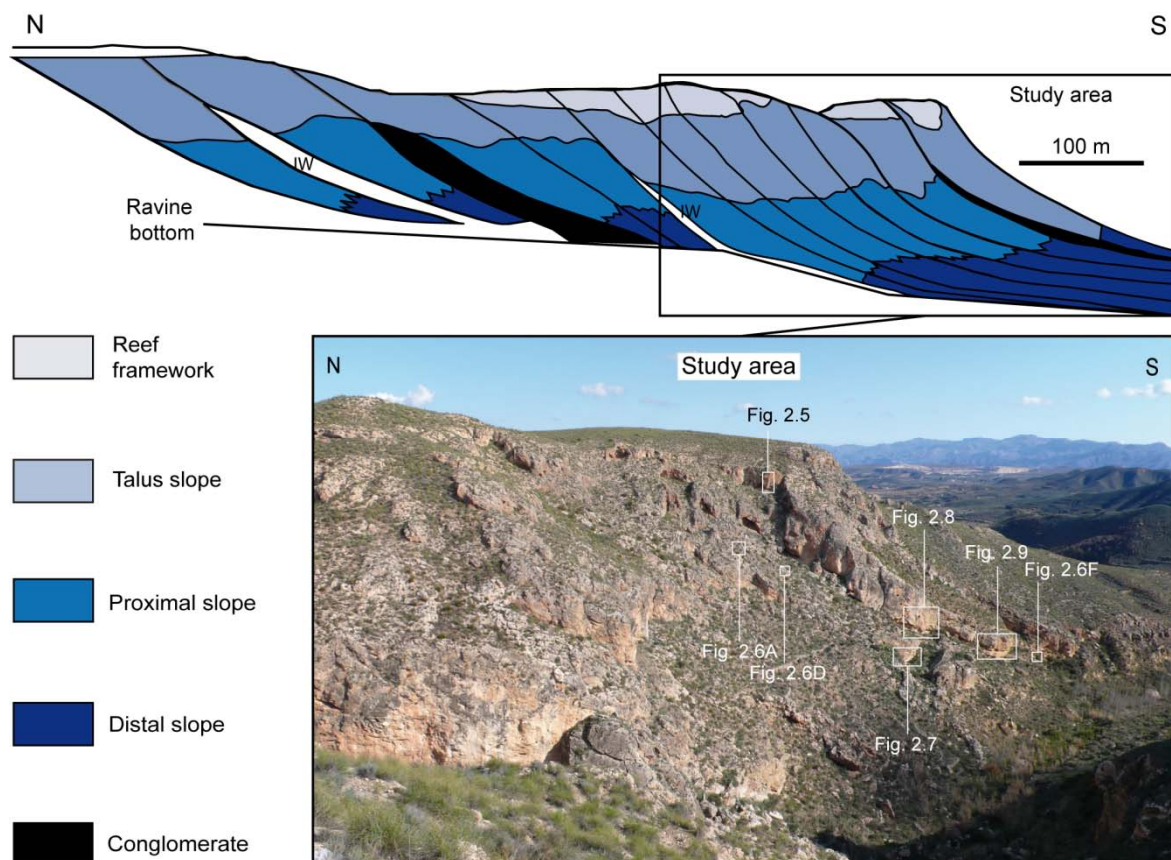 N
S
Study area
100 m
IW
IW
Ravine
bottom
Reef
framework
Talus slope
Proximal slope
Distal slope
Conglomerate
N
Study area
S
Fig. 2.5
Fig. 2.8
Fig. 2.9
Fig. 2.6F
Fig. 2.6A
Fig. 2.6D
Fig. 2.7